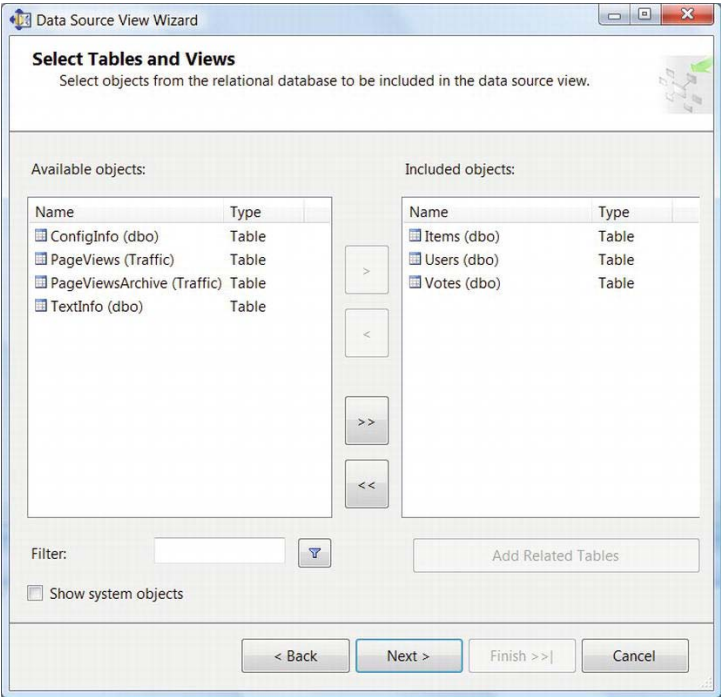 Data Source View Wizard
Select Tables and Views
Select objects from the relational database to be included in the data source view.
Available objects:
Name Type
ConfigInfo (dbo) Table
PageViews (Traffic) Table
PageViewsArchive (Traffic) Table
TextInfo (dbo) Table
>
<
>>
<<
Included objects:
Name Type
Items (dbo) Table
Users (dbo) Table
Votes (dbo) Table
Filter:
Add Related Tables
Show system objects
< Back Next > Finish >>| Cancel